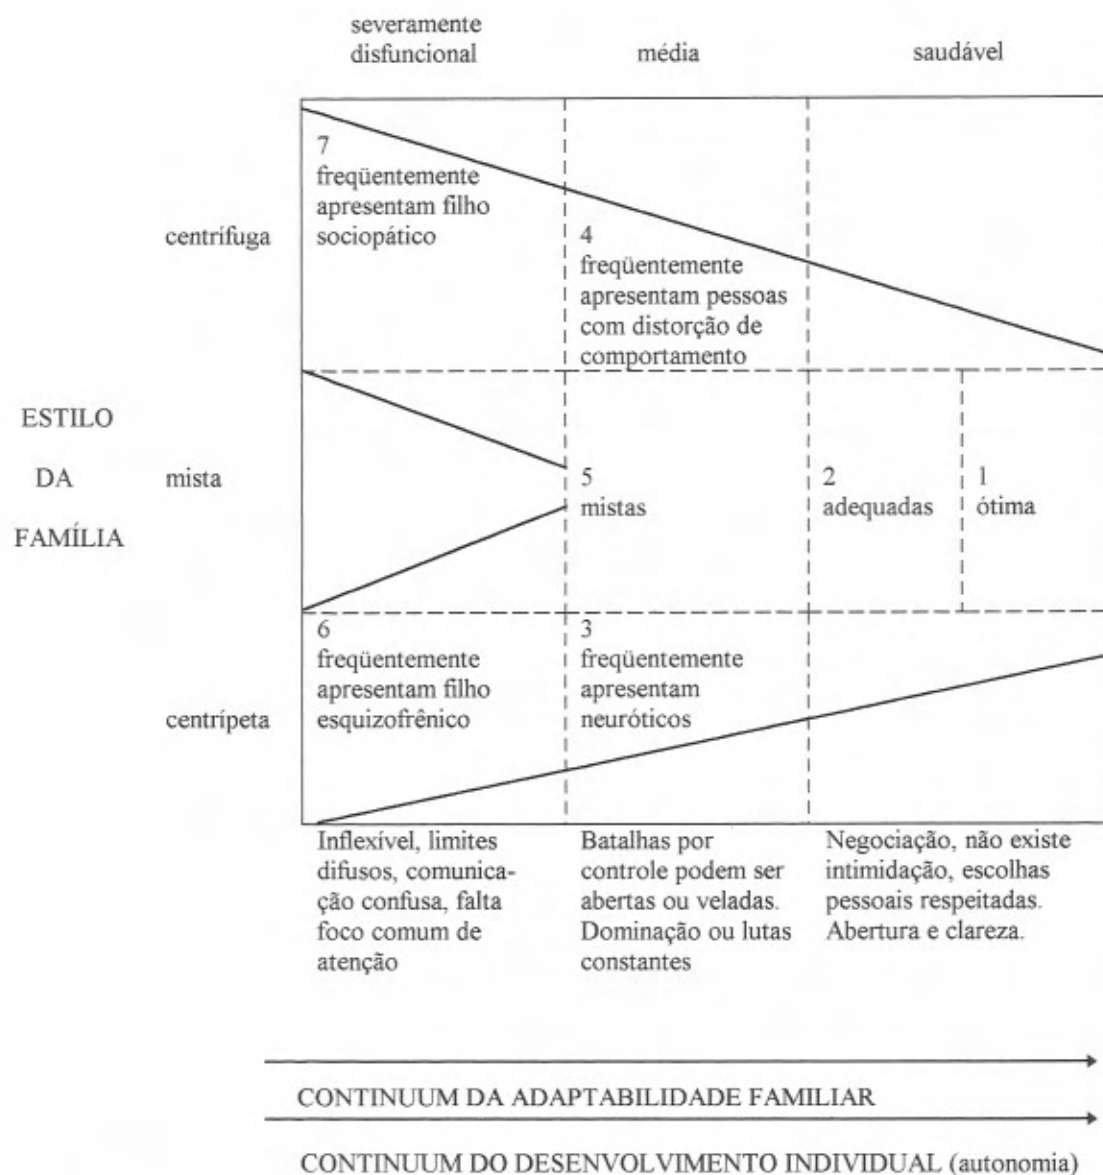 severamente
disfuncional
média
saudável
7
freqüentemente
apresentam filho
sociopático
centrífuga
4
freqüentemente
apresentam pessoas
com distorção de
comportamento
ESTILO
DA
FAMÍLIA
mista
5
mistas
2
adequadas
1
ótima
6
freqüentemente
apresentam filho
esquizofrênico
3
freqüentemente
apresentam
neuróticos
centrípeta
Inflexível, limites
difusos, comunica-
ção confusa, falta
foco comum de
atenção
Batalhas por
controle podem ser
abertas ou veladas.
Dominação ou lutas
constantes
Negociação, não existe
intimidação, escolhas
pessoais respeitadas.
Abertura e clareza.
CONTINUUM DA ADAPTABILIDADE FAMILIAR
CONTINUUM DO DESENVOLVIMENTO INDIVIDUAL (autonomia)